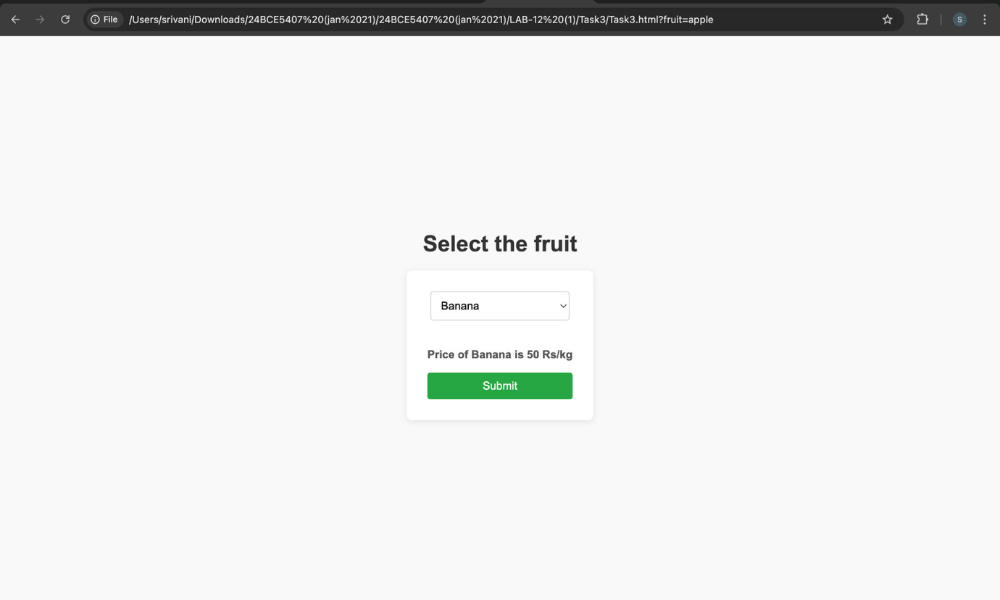 File /Users/srivani/Downloads/24BCE5407%20(jan%2021)/24BCE5407%20(jan%2021)/LAB-12%20(1)/Task3/Task3.html?fruit=apple S
Select the fruit
Banana
Price of Banana is 50 Rs/kg
Submit